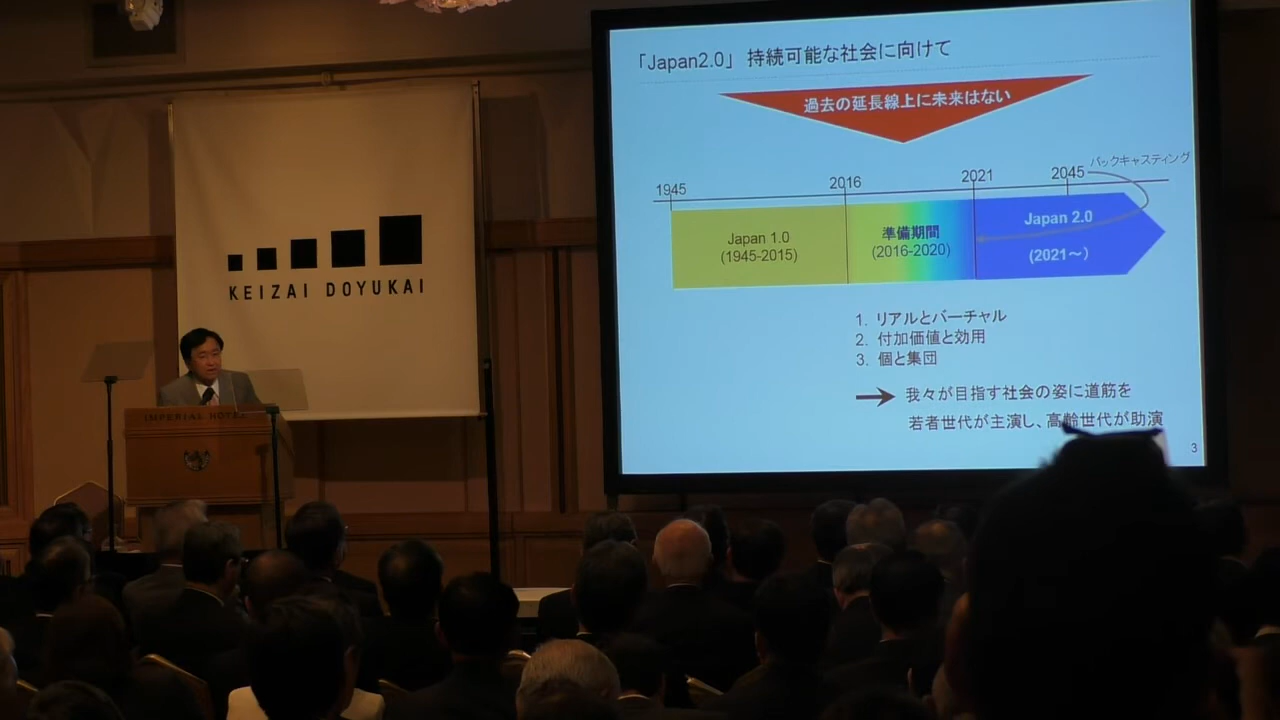 「Japan2.0」 持続可能な社会に向けて
過去の延長線上に未来はない
バックキャスティング
1945
2016
2021
2045
Japan 1.0
(1945-2015)
準備期間
(2016-2020)
Japan 2.0
(2021～)
1. リアルとバーチャル
2. 付加価値と効用
3. 個と集団
我々が目指す社会の姿に道筋を
若者世代が主演し、高齢世代が助演
3
KEIZAI DOYUKAI
IMPERIAL HOTEL